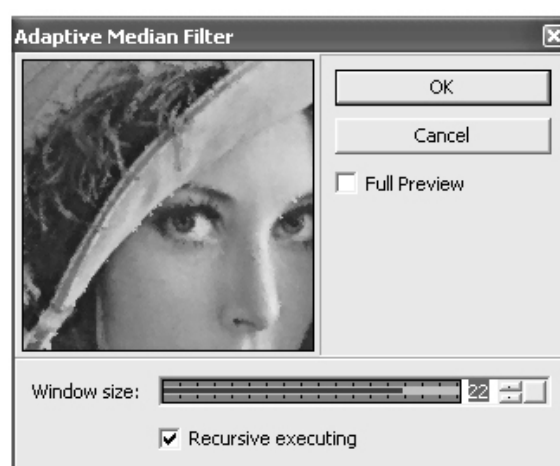 Adaptive Median Filter
OK
Cancel
Full Preview
Window size: 22
Recursive executing